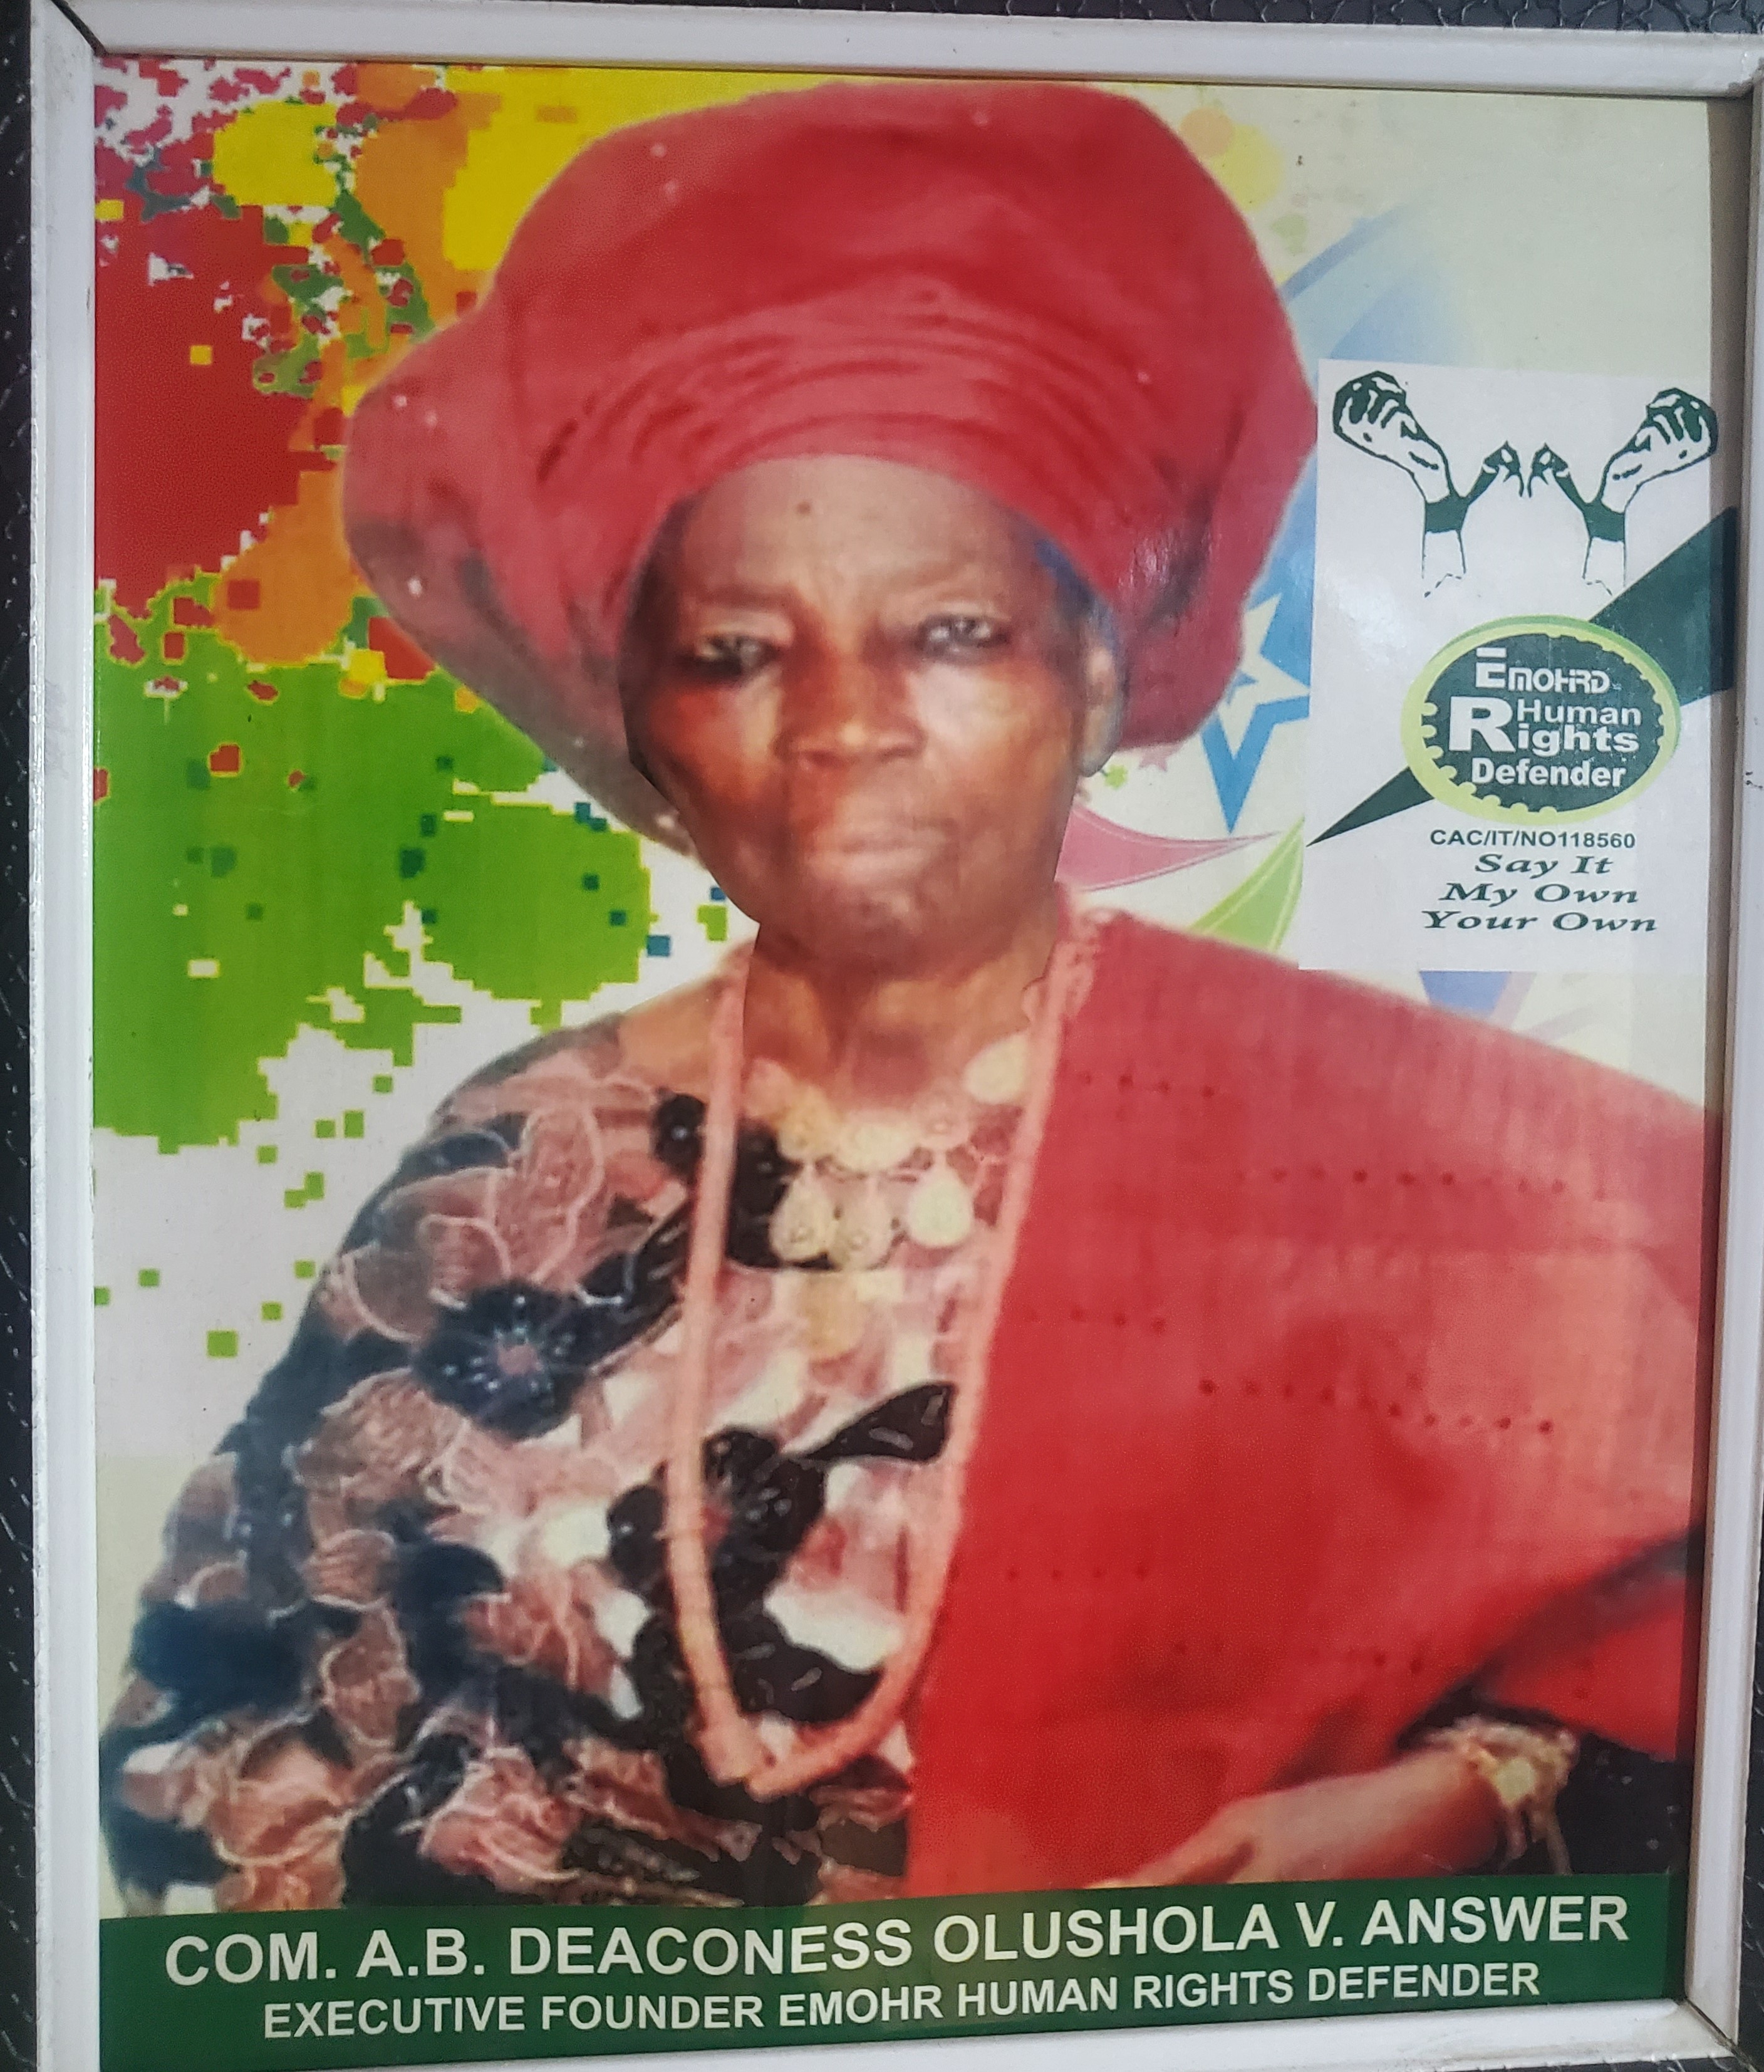 EMOHRD
Human
Rights
Defender
CAC/IT/NO118560
Say It
My Own
Your Own
COM. A.B. DEACONESS OLUSHOLA V. ANSWER
EXECUTIVE FOUNDER EMOHR HUMAN RIGHTS DEFENDER